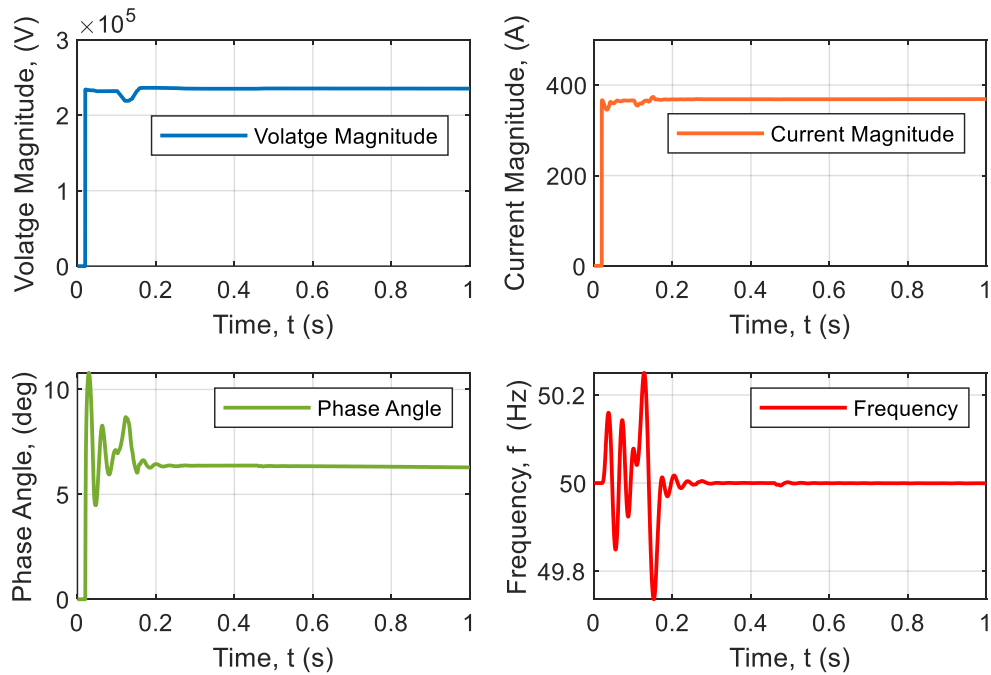 ×10⁵
Volatge Magnitude, (V)
3
2
1
0
Volatge Magnitude
0 0.2 0.4 0.6 0.8 1
Time, t (s)
Current Magnitude, (A)
400
200
0
Current Magnitude
0 0.2 0.4 0.6 0.8 1
Time, t (s)
Phase Angle, (deg)
10
5
0
Phase Angle
0 0.2 0.4 0.6 0.8 1
Time, t (s)
Frequency, f (Hz)
50.2
50
49.8
Frequency
0 0.2 0.4 0.6 0.8 1
Time, t (s)